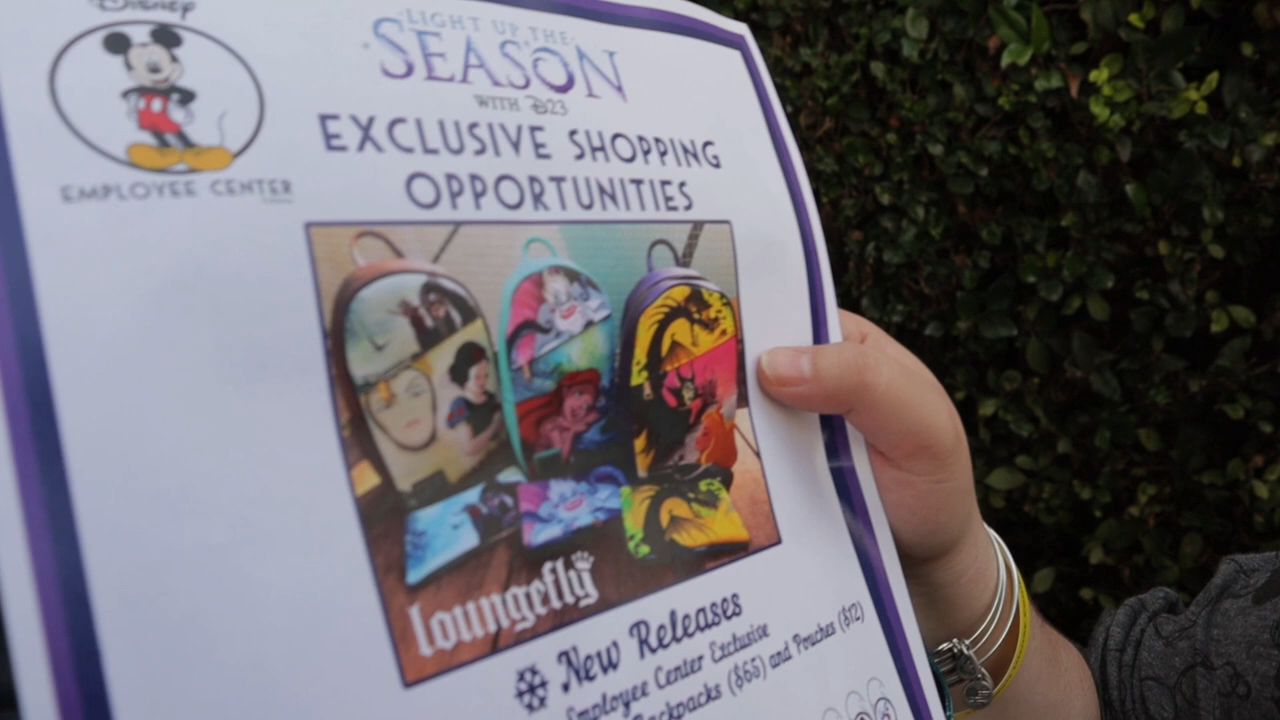 Disney
EMPLOYEE CENTER
LIGHT UP THE
SEASON
WITH D23
EXCLUSIVE SHOPPING
OPPORTUNITIES
loungefly
New Releases
Employee Center Exclusive
Backpacks ($65) and Pouches ($12)